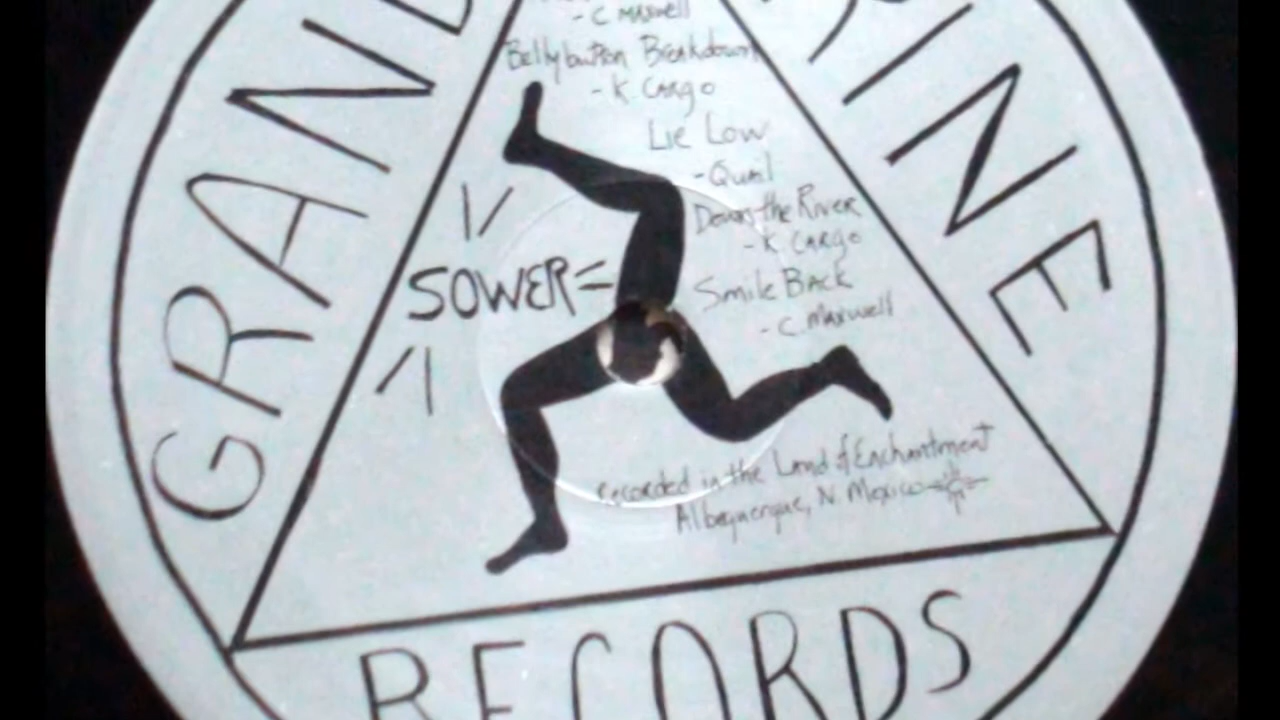 GRAND
- C MAXWELL
Bellybutton Breakdown
- K CARGO
Lie Low
- Quail
Down the River
- K CARGO
Smile BACK
- C. Maxwell
SOWER=
recorded in the Land of Enchantment
Albequerque, N. Mexico
INE
RECORDS